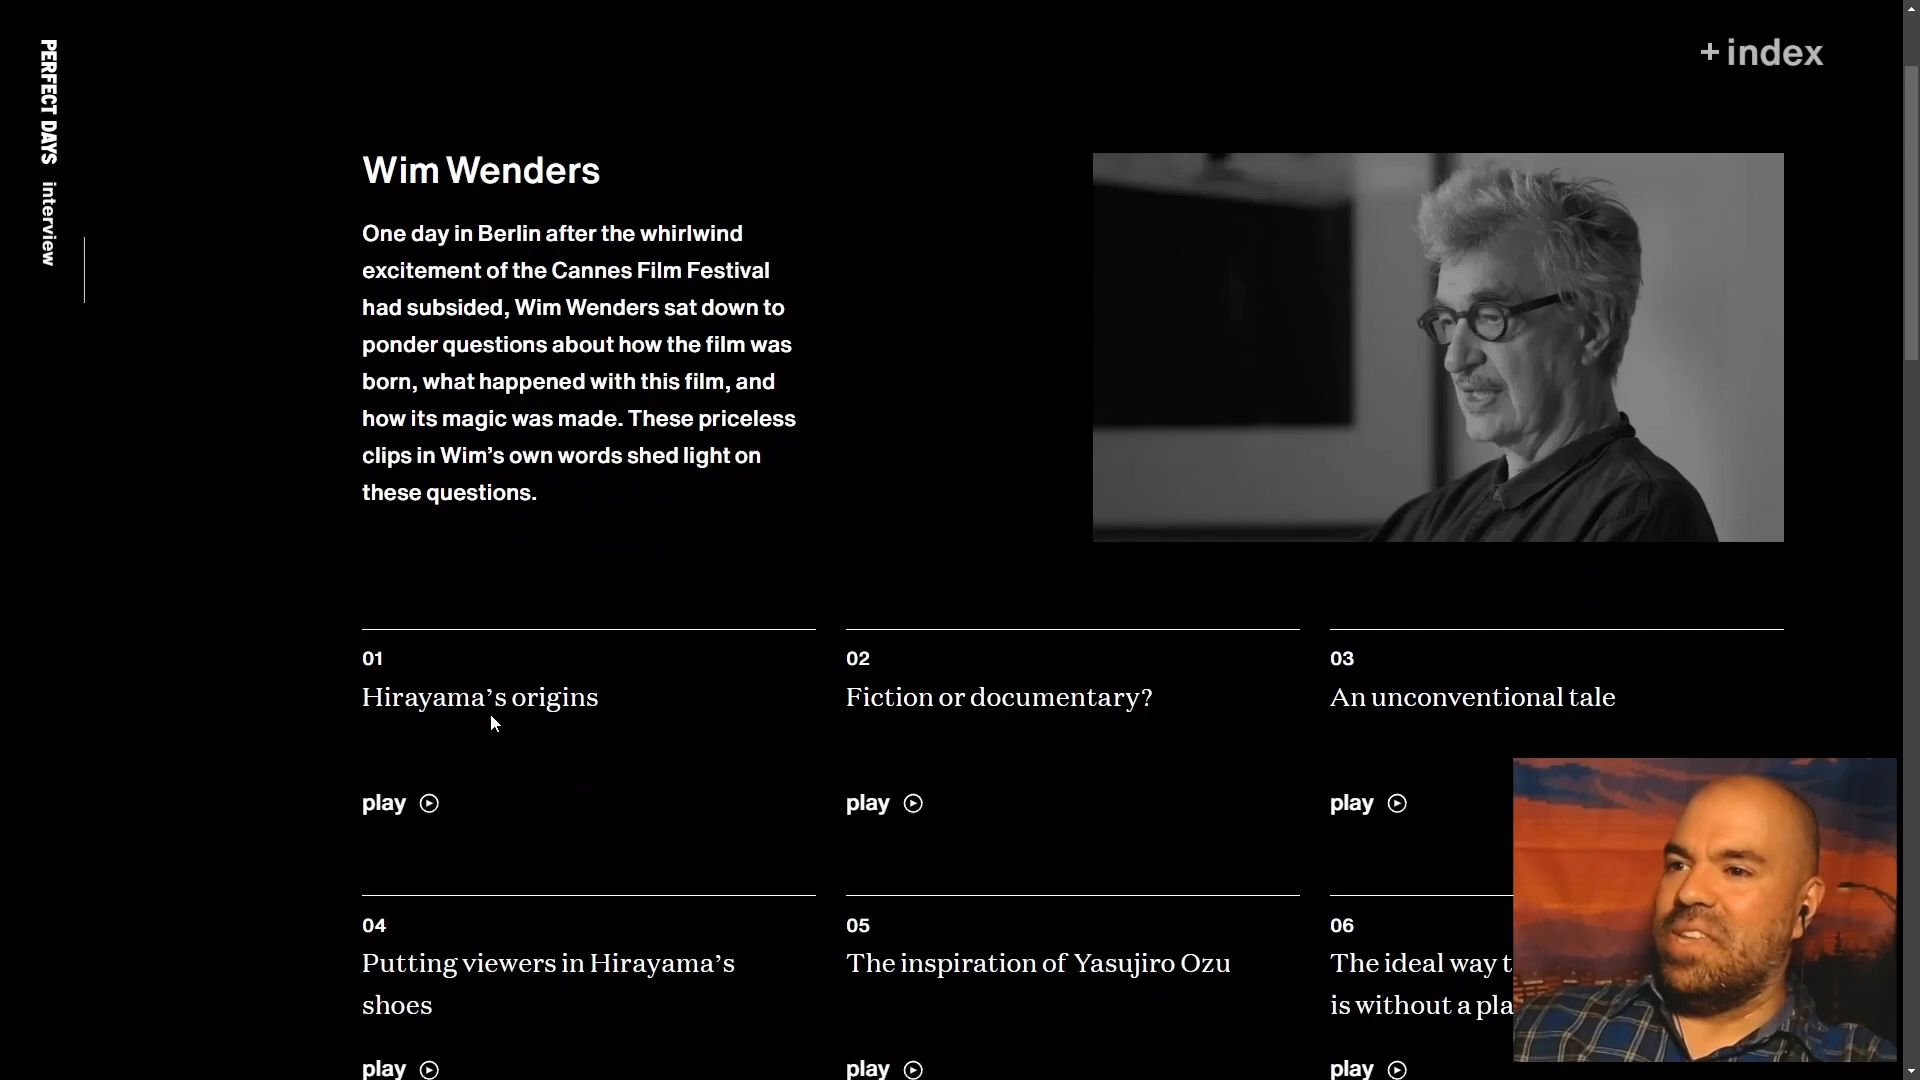 PERFECT DAYS interview
+ index
Wim Wenders
One day in Berlin after the whirlwind
excitement of the Cannes Film Festival
had subsided, Wim Wenders sat down to
ponder questions about how the film was
born, what happened with this film, and
how its magic was made. These priceless
clips in Wim’s own words shed light on
these questions.
01
Hirayama’s origins
play
02
Fiction or documentary?
play
03
An unconventional tale
play
04
Putting viewers in Hirayama’s
shoes
play
05
The inspiration of Yasujiro Ozu
play
06
The ideal way
is without a
play